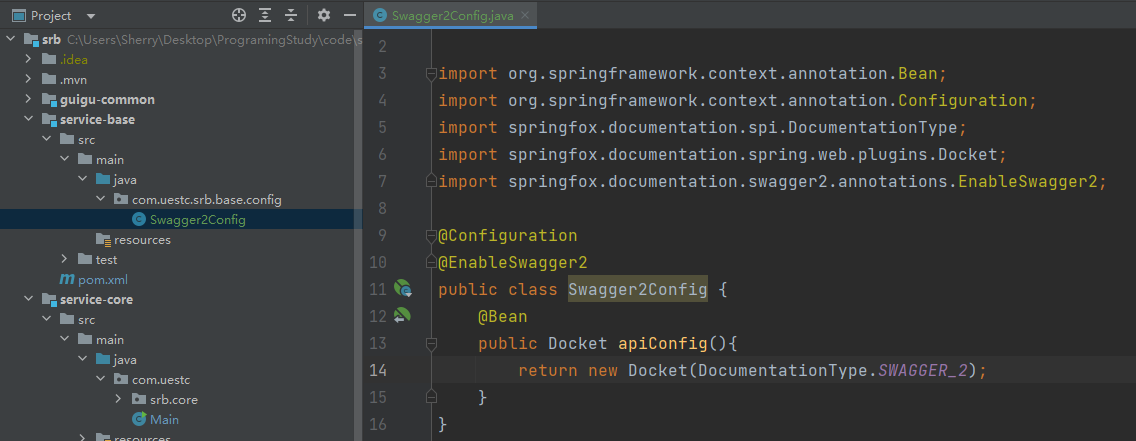 Project
srb C:\Users\Sherry\Desktop\ProgramingStudy\code\s
.idea
.mvn
guigu-common
service-base
src
main
java
com.uestc.srb.base.config
Swagger2Config
resources
test
pom.xml
service-core
src
main
java
com.uestc
srb.core
Main
resources
Swagger2Config.java
2
3 import org.springframework.context.annotation.Bean;
4 import org.springframework.context.annotation.Configuration;
5 import springfox.documentation.spi.DocumentationType;
6 import springfox.documentation.spring.web.plugins.Docket;
7 import springfox.documentation.swagger2.annotations.EnableSwagger2;
8
9 @Configuration
10 @EnableSwagger2
11 public class Swagger2Config {
12 @Bean
13 public Docket apiConfig(){
14 return new Docket(DocumentationType.SWAGGER_2);
15 }
16 }